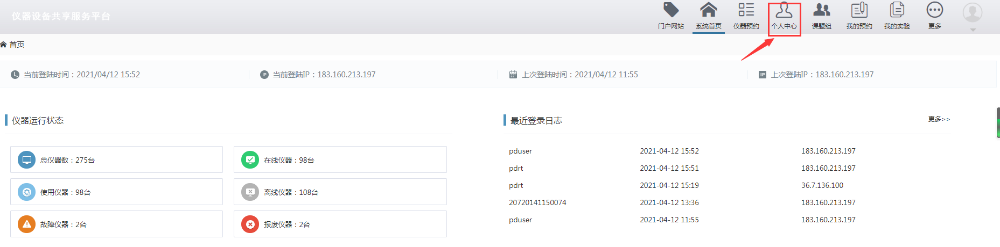 仪器设备共享服务平台
门户网站 系统首页 仪器预约 个人中心 课题组 我的预约 我的实验 更多
首页
当前登陆时间：2021/04/12 15:52 IP 当前登陆IP：183.160.213.197 上次登陆时间：2021/04/12 11:55 IP 上次登陆IP：183.160.213.197
仪器运行状态
总仪器数：275台 在线仪器：98台
使用仪器：98台 离线仪器：108台
故障仪器：2台 报废仪器：2台
最近登录日志 更多>>
pduser 2021-04-12 15:52 183.160.213.197
pdrt 2021-04-12 15:51 183.160.213.197
pdrt 2021-04-12 15:19 36.7.136.100
20720141150074 2021-04-12 13:36 183.160.213.197
pduser 2021-04-12 11:55 183.160.213.197